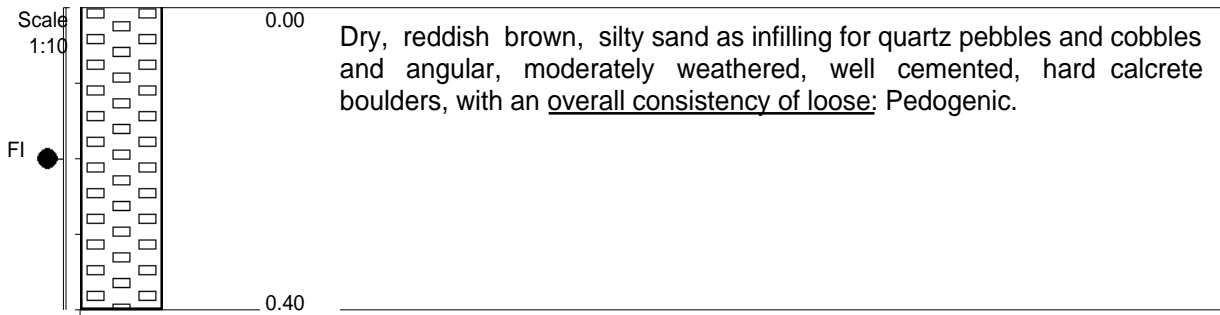 Scale
1:10
0.00
Dry, reddish brown, silty sand as infilling for quartz pebbles and cobbles
and angular, moderately weathered, well cemented, hard calcrete
boulders, with an overall consistency of loose: Pedogenic.
FI
0.40